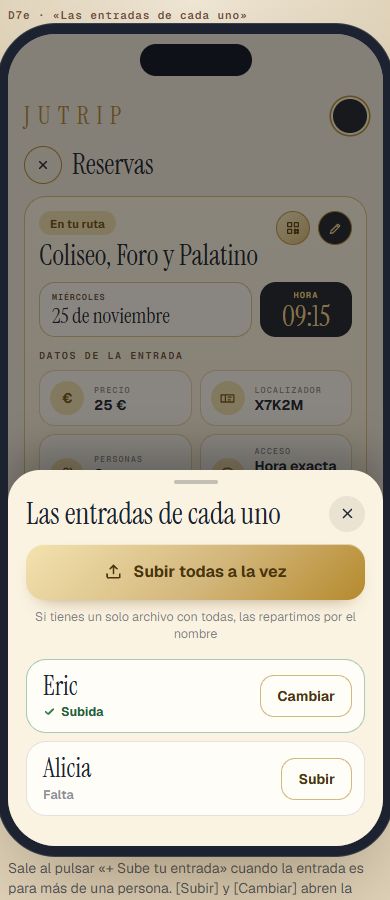 D7e · «Las entradas de cada uno»
JUTRIP
Reservas
En tu ruta
Coliseo, Foro y Palatino
MIÉRCOLES
25 de noviembre
HORA
09:15
DATOS DE LA ENTRADA
PRECIO
25 €
LOCALIZADOR
X7K2M
PERSONAS
ACCESO
Hora exacta
Las entradas de cada uno
Subir todas a la vez
Si tienes un solo archivo con todas, las repartimos por el
nombre
Eric
Subida
Cambiar
Alicia
Falta
Subir
Sale al pulsar «+ Sube tu entrada» cuando la entrada es
para más de una persona. [Subir] y [Cambiar] abren la